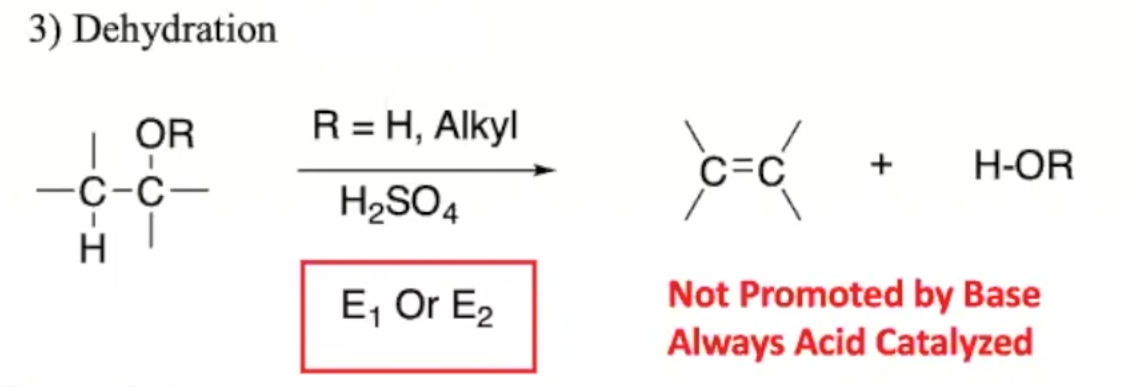 3) Dehydration
OR
-C-C-
H
R = H, Alkyl
H₂SO₄
E₁ Or E₂
C=C
+
H-OR
Not Promoted by Base
Always Acid Catalyzed